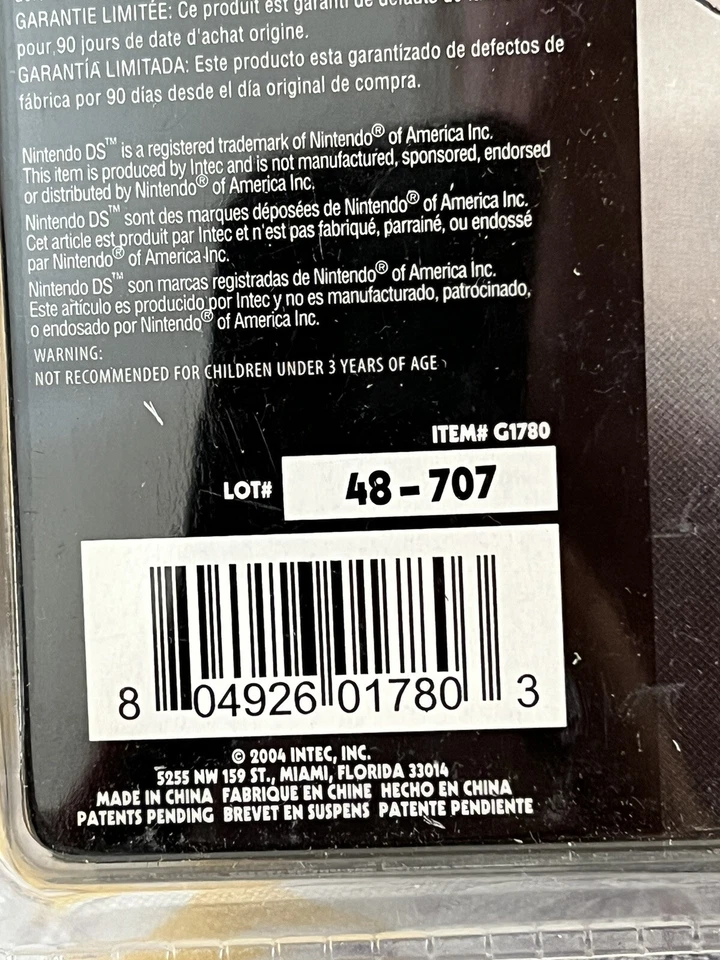 GARANTIE LIMITÉE: Ce produit est garanti de défauts de
pour 90 jours de date d'achat origine.
GARANTÍA LIMITADA: Este producto esta garantizado de defectos de
fábrica por 90 días desde el día original de compra.
Nintendo DS™ is a registered trademark of Nintendo® of America Inc.
This item is produced by Intec and is not manufactured, sponsored, endorsed
or distributed by Nintendo® of America Inc.
Nintendo DS™ sont des marques déposées de Nintendo® of America Inc.
Cet article est produit par Intec et n'est pas fabriqué, parrainé, ou endossé
par Nintendo® of America Inc.
Nintendo DS™ son marcas registradas de Nintendo® of America Inc.
Este artículo es producido por Intec y no es manufacturado, patrocinado,
o endosado por Nintendo® of America Inc.
WARNING:
NOT RECOMMENDED FOR CHILDREN UNDER 3 YEARS OF AGE
ITEM# G1780
LOT# 48-707
8 04926 01780 3
© 2004 INTEC, INC.
5255 NW 159 ST., MIAMI, FLORIDA 33014
MADE IN CHINA FABRIQUE EN CHINE HECHO EN CHINA
PATENTS PENDING BREVET EN SUSPENS PATENTE PENDIENTE